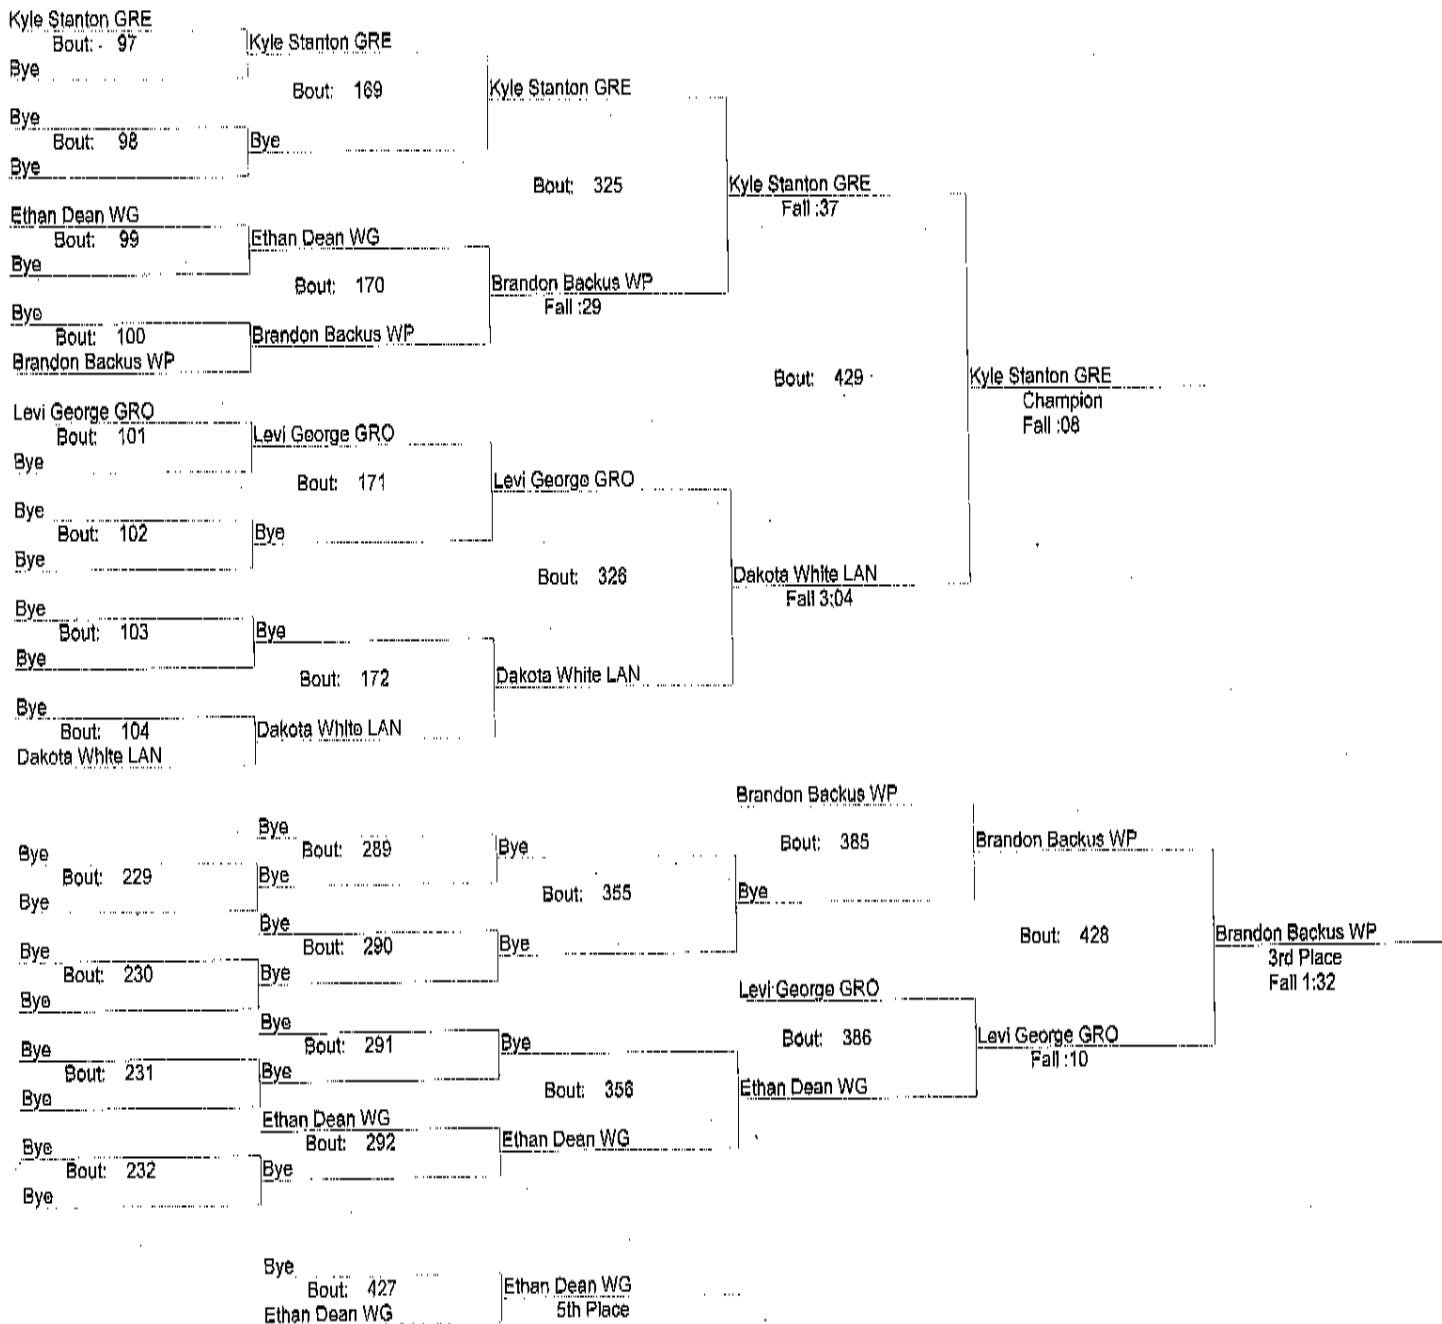 Kyle Stanton GRE
Bout: 97
Kyle Stanton GRE
Bye
Bout: 169
Kyle Stanton GRE
Bye
Bout: 98
Bye
Bye
Bout: 325
Kyle Stanton GRE
Fall :37
Ethan Dean WG
Bout: 99
Ethan Dean WG
Bye
Bout: 170
Brandon Backus WP
Fall :29
Bye
Bout: 100
Brandon Backus WP
Brandon Backus WP
Bout: 429
Kyle Stanton GRE
Champion
Fall :08
Levi George GRO
Bout: 101
Levi George GRO
Bye
Bout: 171
Levi George GRO
Bye
Bout: 102
Bye
Bye
Bout: 326
Dakota White LAN
Fall 3:04
Bye
Bout: 103
Bye
Bye
Bout: 172
Dakota White LAN
Bye
Bout: 104
Dakota White LAN
Dakota White LAN
Brandon Backus WP
Bye
Bout: 289
Bye
Bout: 385
Brandon Backus WP
Bye
Bout: 229
Bye
Bout: 355
Bye
Bye
Bye
Bout: 290
Bye
Bout: 428
Brandon Backus WP
3rd Place
Fall 1:32
Bye
Bout: 230
Bye
Bye
Levi George GRO
Bye
Bout: 291
Bye
Bout: 386
Levi George GRO
Fall :10
Bye
Bout: 231
Bye
Bout: 356
Ethan Dean WG
Bye
Ethan Dean WG
Bout: 292
Ethan Dean WG
Bye
Bout: 232
Bye
Bye
Bye
Bout: 427
Ethan Dean WG
5th Place
Ethan Dean WG